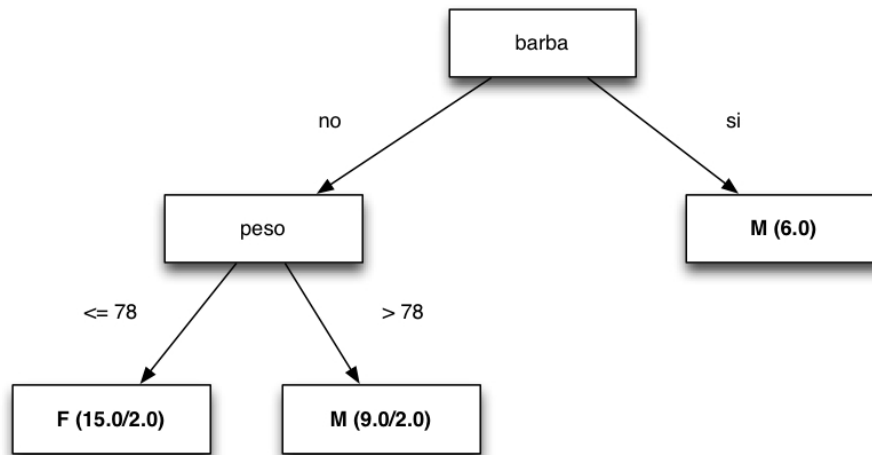 barba
no
si
peso
M (6.0)
<= 78
> 78
F (15.0/2.0)
M (9.0/2.0)